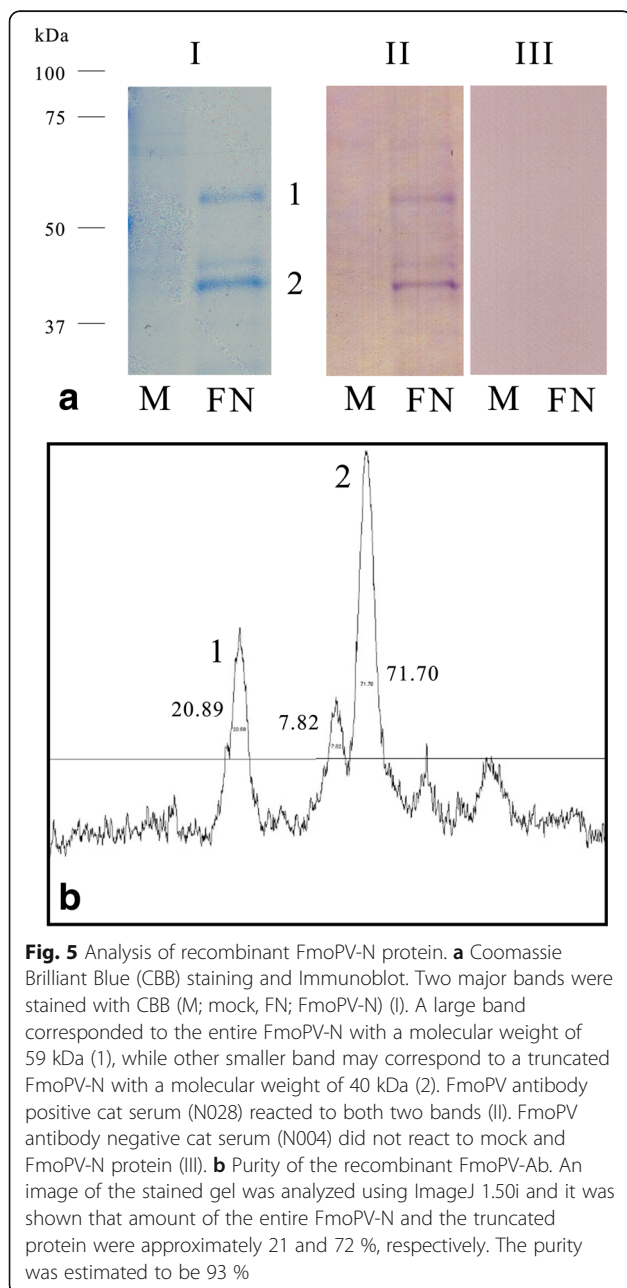 kDa
I
II
III
100
75
50
37
1
2
a
M
FN
M
FN
M
FN
2
1
20.89
7.82
71.70
71.70
20.88
7.82
b
Fig. 5 Analysis of recombinant FmoPV-N protein. a Coomassie
Brilliant Blue (CBB) staining and Immunoblot. Two major bands were
stained with CBB (M; mock, FN; FmoPV-N) (I). A large band
corresponded to the entire FmoPV-N with a molecular weight of
59 kDa (1), while other smaller band may correspond to a truncated
FmoPV-N with a molecular weight of 40 kDa (2). FmoPV antibody
positive cat serum (N028) reacted to both two bands (II). FmoPV
antibody negative cat serum (N004) did not react to mock and
FmoPV-N protein (III). b Purity of the recombinant FmoPV-Ab. An
image of the stained gel was analyzed using ImageJ 1.50i and it was
shown that amount of the entire FmoPV-N and the truncated
protein were approximately 21 and 72 %, respectively. The purity
was estimated to be 93 %